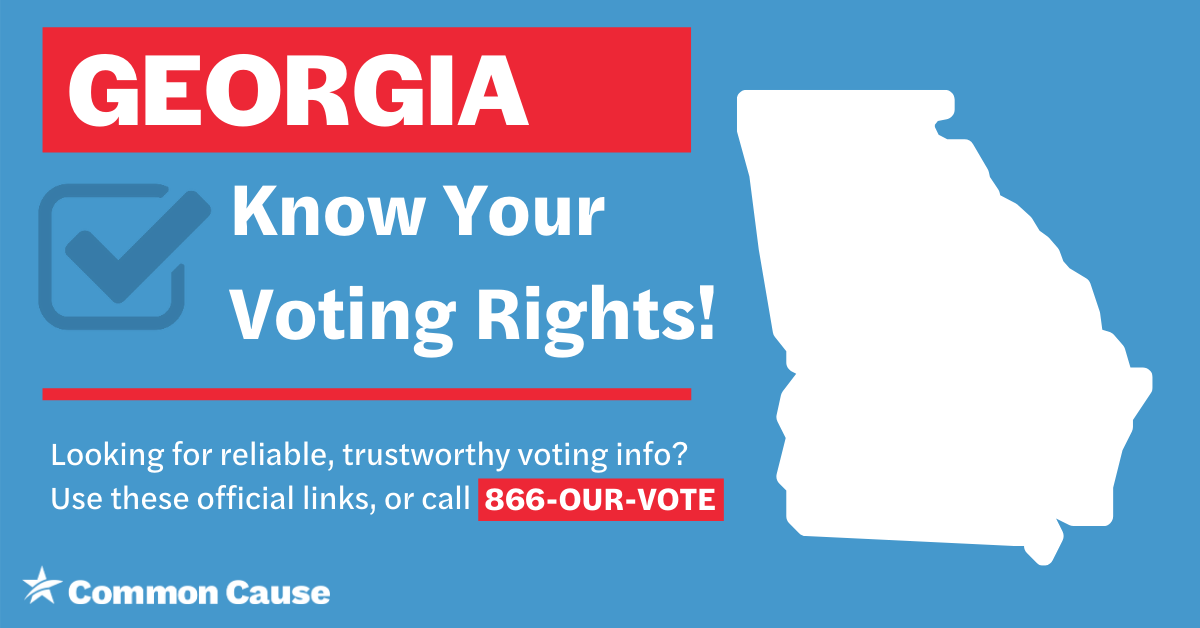 GEORGIA
Know Your
Voting Rights!
Looking for reliable, trustworthy voting info?
Use these official links, or call 866-OUR-VOTE
Common Cause